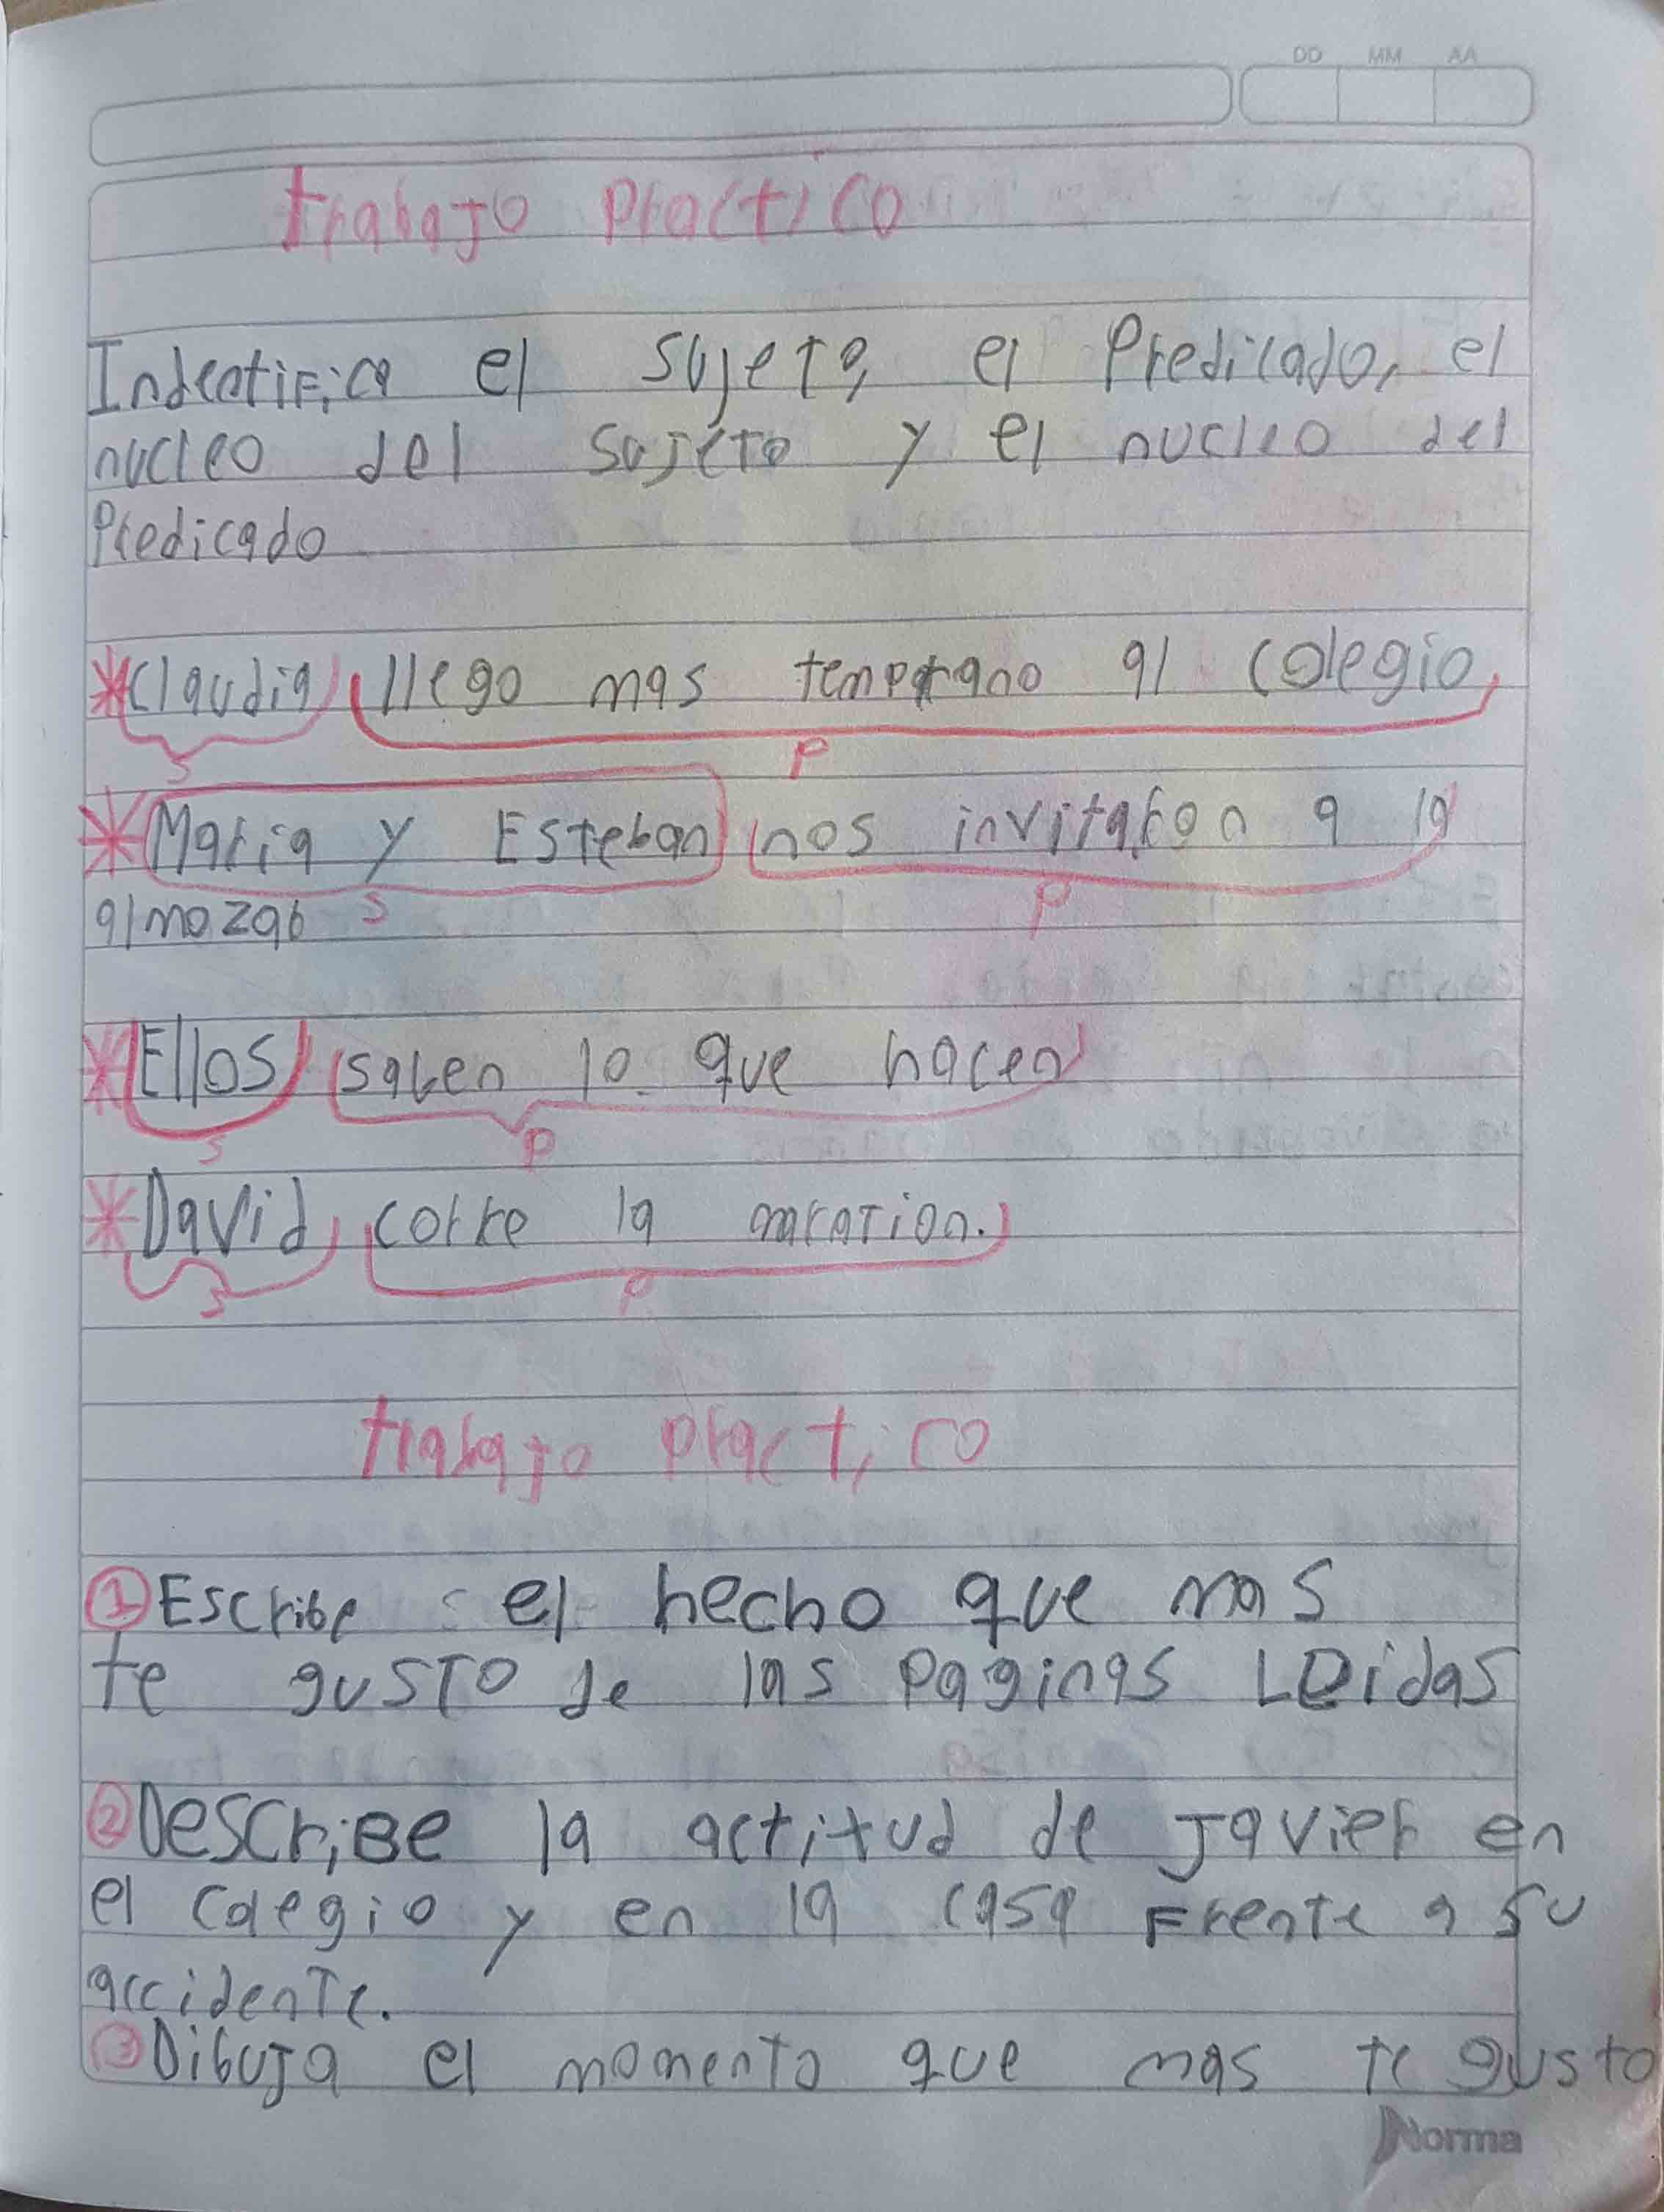 DD MM AA
trabajo practico
Indentifica el sujeto, el Predicado, el
nucleo del sujeto y el nucleo del
Predicado
*Claudia llego mas temprano al colegio,
S P
*Maria y Esteban nos invitaron a la
almozab S P
*Ellos saben lo que hacen
S P
*David corre la maration.
S P
trabajo practico
1 Escribe el hecho que mas
te gusto de las paginas Leidas
2 Describe la actitud de Javier en
el colegio y en la casa Frente a su
accidente.
3 Dibuja el momento que mas te gusto
Norma